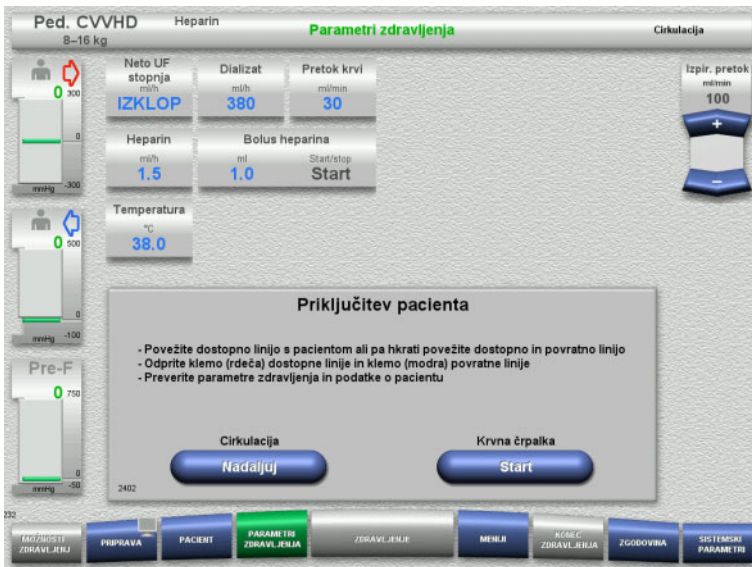 Ped. CVVHD Heparin Parametri zdravljenja Cirkulacija
8–16 kg
Neto UF stopnja Dializat Pretok krvi Izpir. pretok
ml/h ml/h ml/min ml/min
IZKLOP 380 30 100
+
–
0 300
0
mmHg -300
Heparin Bolus heparina
ml/h ml Start/stop
1.5 1.0 Start
Temperatura
°C
38.0
0 500
0
mmHg -100
Pre-F
0 750
0
mmHg -50
Priključitev pacienta
- Povežite dostopno linijo s pacientom ali pa hkrati povežite dostopno in povratno linijo
- Odprite klemo (rdeča) dostopne linije in klemo (modra) povratne linije
- Preverite parametre zdravljenja in podatke o pacientu
Cirkulacija Krvna črpalka
Nadaljuj Start
2402
232
MOŽNOSTI ZDRAVLJENJ PRIPRAVA PACIENT PARAMETRI ZDRAVLJENJA ZDRAVLJENJE MENIJI KONEC ZDRAVLJENJA ZGODOVINA SISTEMSKI PARAMETRI